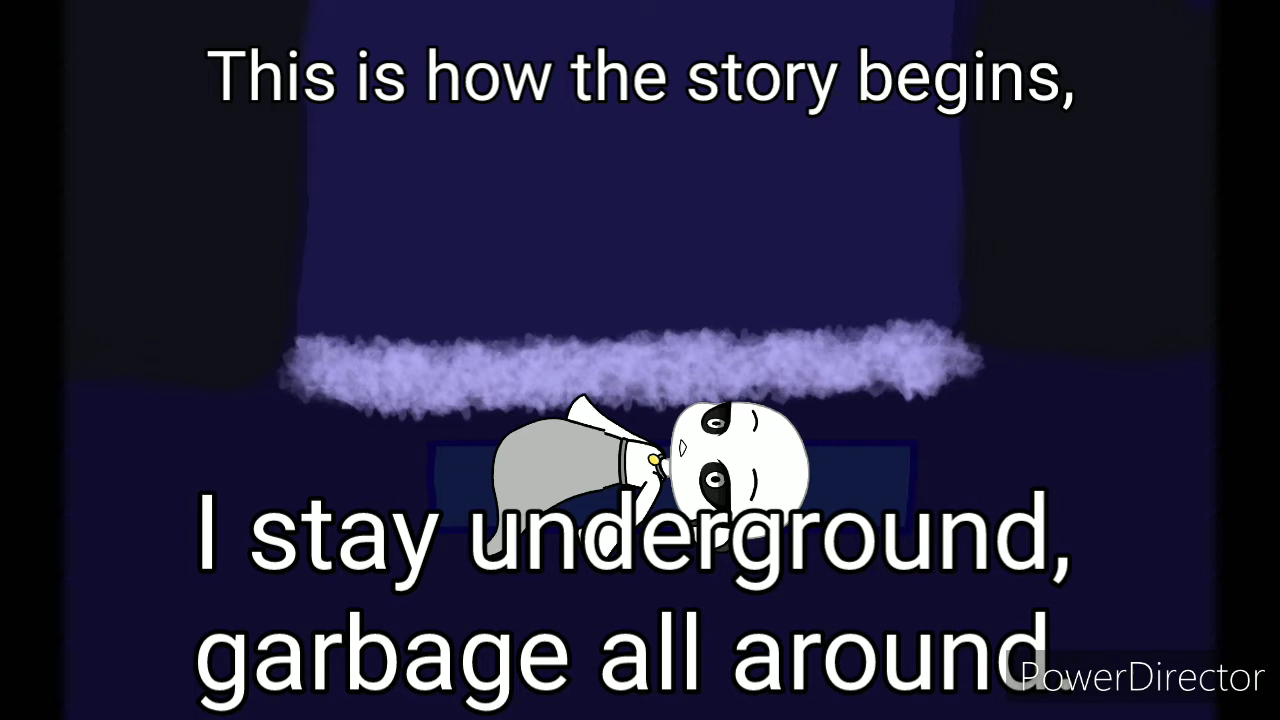 This is how the story begins,
I stay underground,
garbage all around.
PowerDirector